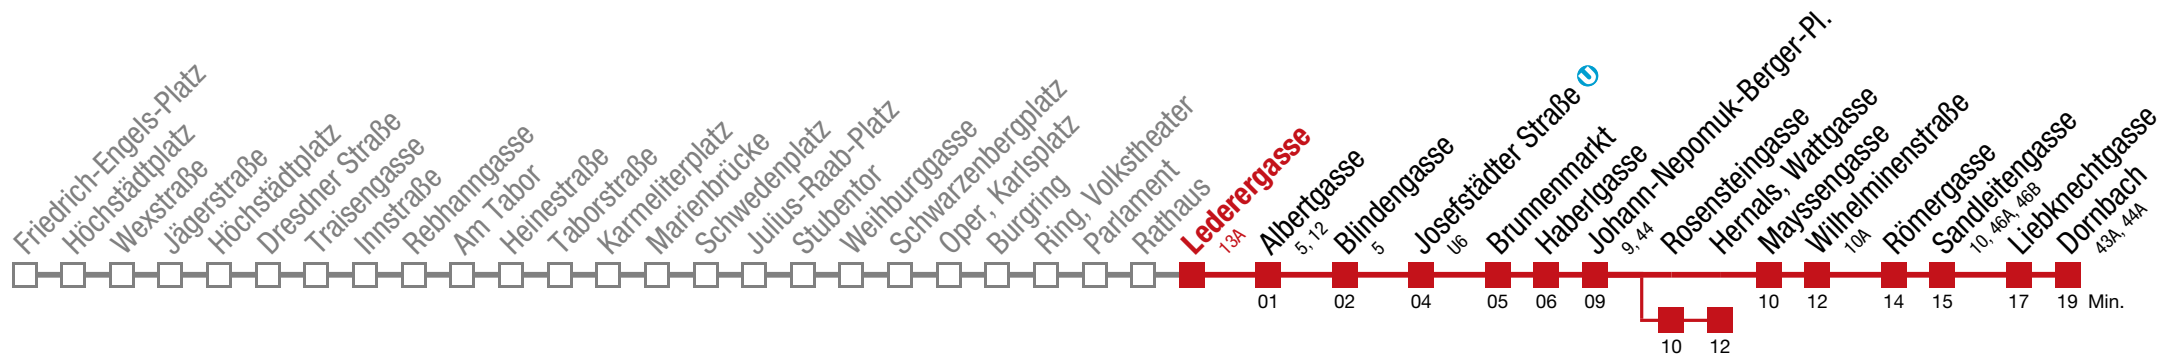 Friedrich-Engels-Platz
Höchstädtplatz
Wexstraße
Jägerstraße
Höchstädtplatz
Dresdner Straße
Traisengasse
Innstraße
Rebhanngasse
Am Tabor
Heinestraße
Taborstraße
Karmeliterplatz
Marienbrücke
Schwedenplatz
Julius-Raab-Platz
Stubentor
Weihburggasse
Schwarzenbergplatz
Oper, Karlsplatz
Burgring
Ring, Volkstheater
Parlament
Rathaus
Lederergasse
13A
Albertgasse
5, 12
Blindengasse
5
Josefstädter Straße U
U6
Brunnenmarkt
Haberlgasse
Johann-Nepomuk-Berger-Pl.
9, 44
Rosensteingasse
Hernals, Wattgasse
Mayssengasse
Wilhelminenstraße
10A
Römergasse
Sandleitengasse
10, 46A, 46B
Liebknechtgasse
Dornbach
43A, 44A
01 02 04 05 06 09 10 12 14 15 17 19 Min.
10 12